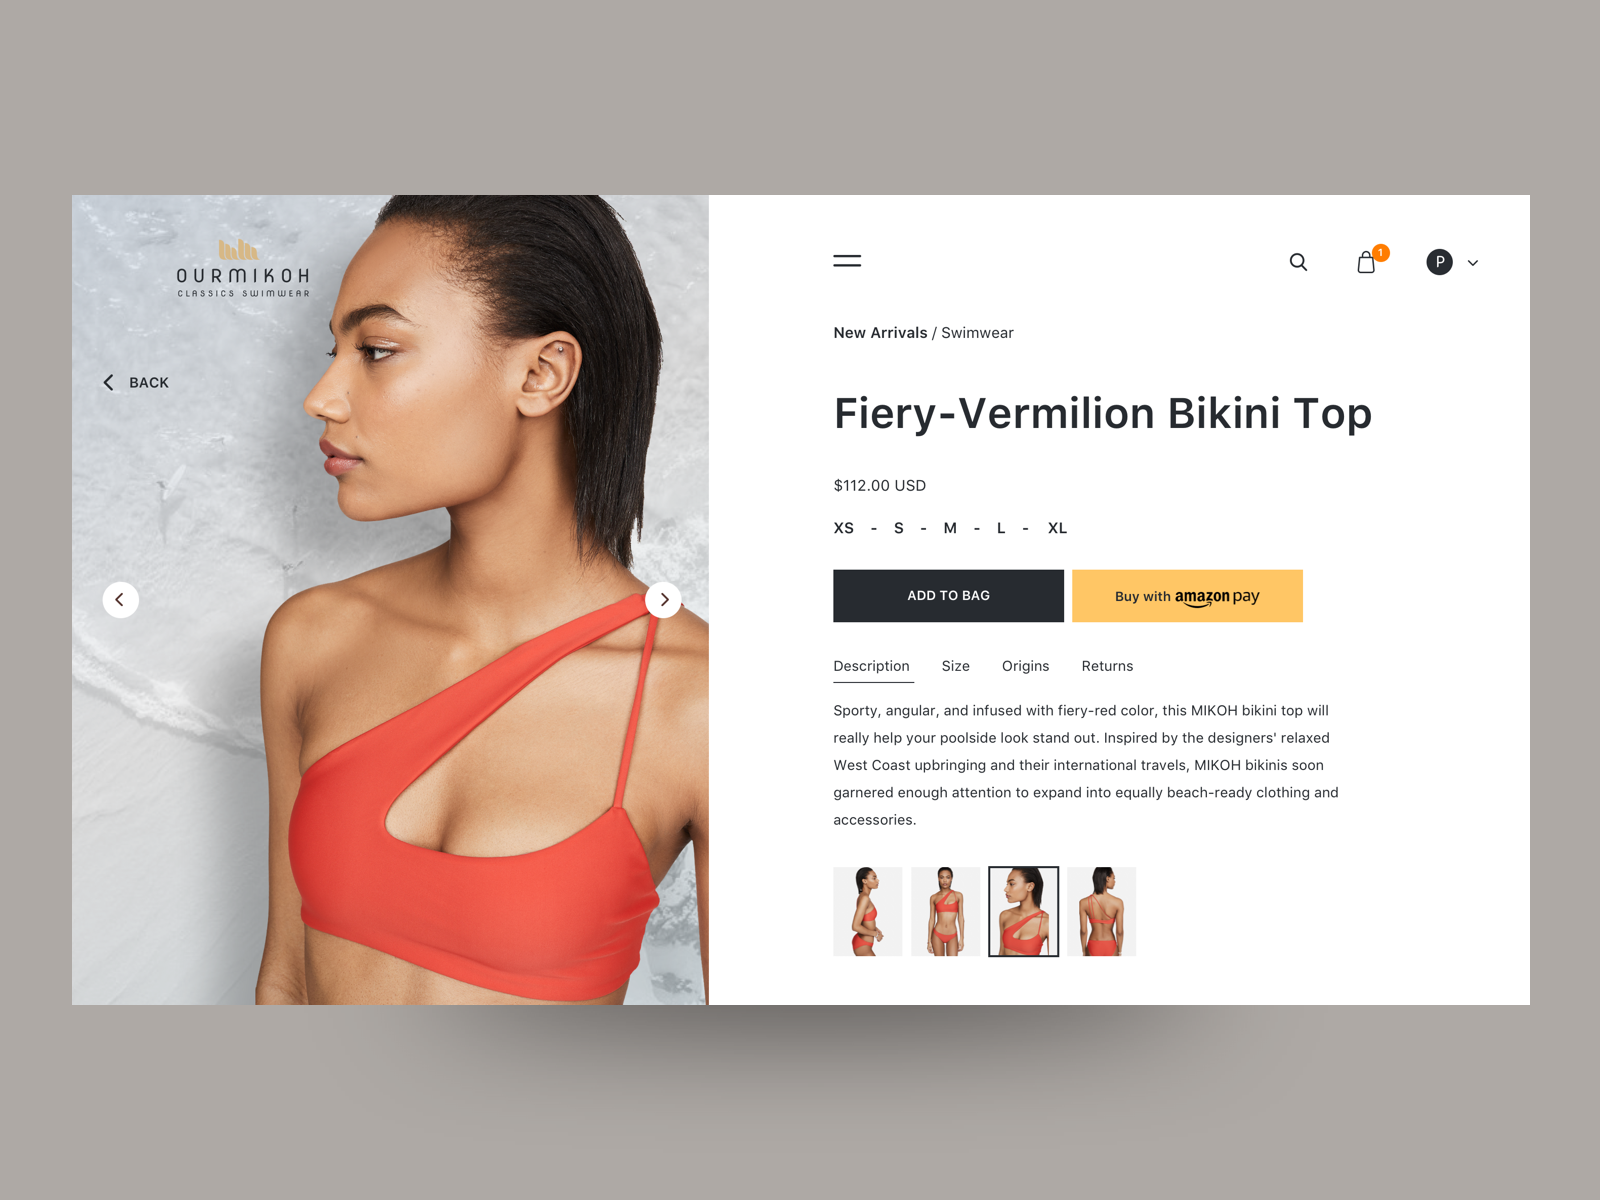 OURMIKOH
CLASSICS SWIMWEAR
BACK
1
P
New Arrivals / Swimwear
Fiery-Vermilion Bikini Top
$112.00 USD
XS - S - M - L - XL
ADD TO BAG
Buy with amazon pay
Description Size Origins Returns
Sporty, angular, and infused with fiery-red color, this MIKOH bikini top will
really help your poolside look stand out. Inspired by the designers' relaxed
West Coast upbringing and their international travels, MIKOH bikinis soon
garnered enough attention to expand into equally beach-ready clothing and
accessories.